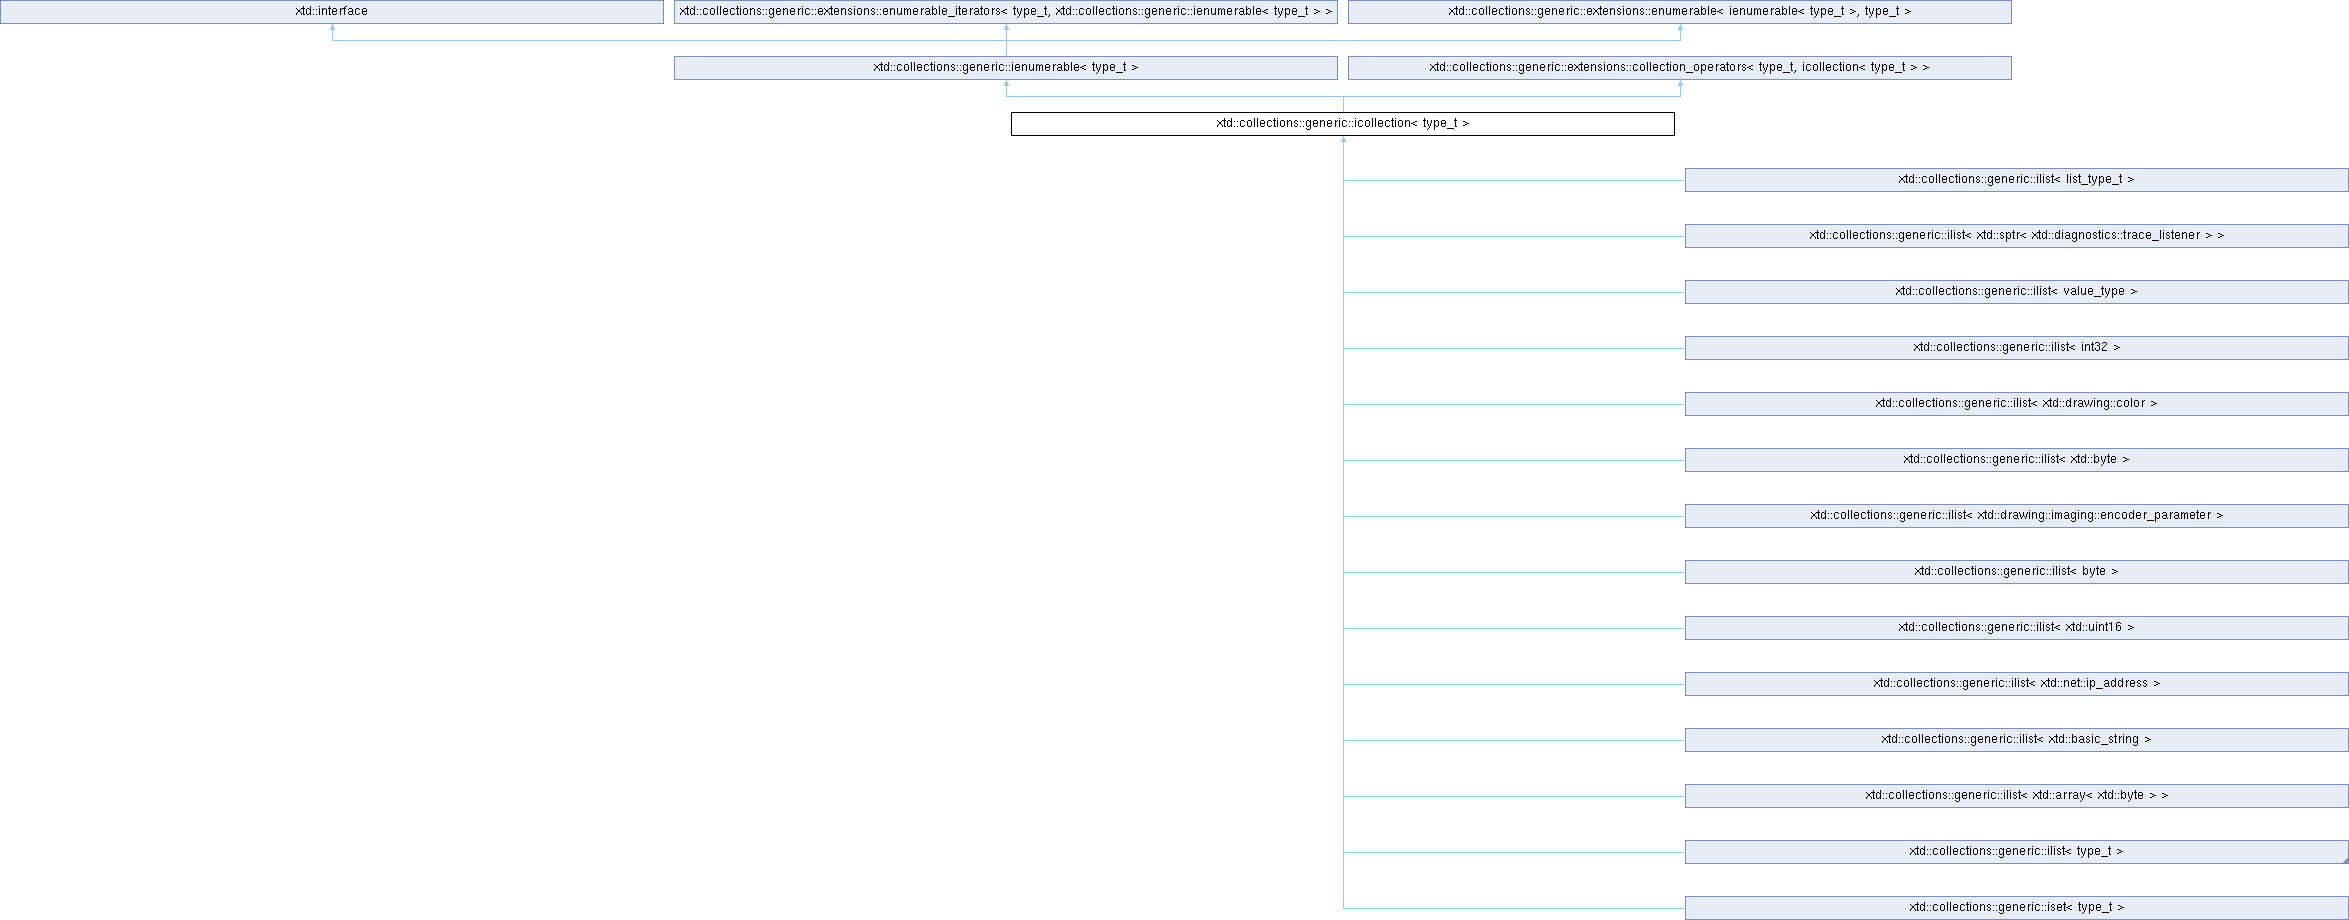 xtd::interface
xtd::collections::generic::extensions::enumerable_iterators< type_t, xtd::collections::generic::ienumerable< type_t > >
xtd::collections::generic::extensions::enumerable< ienumerable< type_t >, type_t >
xtd::collections::generic::ienumerable< type_t >
xtd::collections::generic::extensions::collection_operators< type_t, icollection< type_t > >
xtd::collections::generic::icollection< type_t >
xtd::collections::generic::ilist< list_type_t >
xtd::collections::generic::ilist< xtd::sptr< xtd::diagnostics::trace_listener > >
xtd::collections::generic::ilist< value_type >
xtd::collections::generic::ilist< int32 >
xtd::collections::generic::ilist< xtd::drawing::color >
xtd::collections::generic::ilist< xtd::byte >
xtd::collections::generic::ilist< xtd::drawing::imaging::encoder_parameter >
xtd::collections::generic::ilist< byte >
xtd::collections::generic::ilist< xtd::uint16 >
xtd::collections::generic::ilist< xtd::net::ip_address >
xtd::collections::generic::ilist< xtd::basic_string >
xtd::collections::generic::ilist< xtd::array< xtd::byte > >
xtd::collections::generic::ilist< type_t >
xtd::collections::generic::iset< type_t >